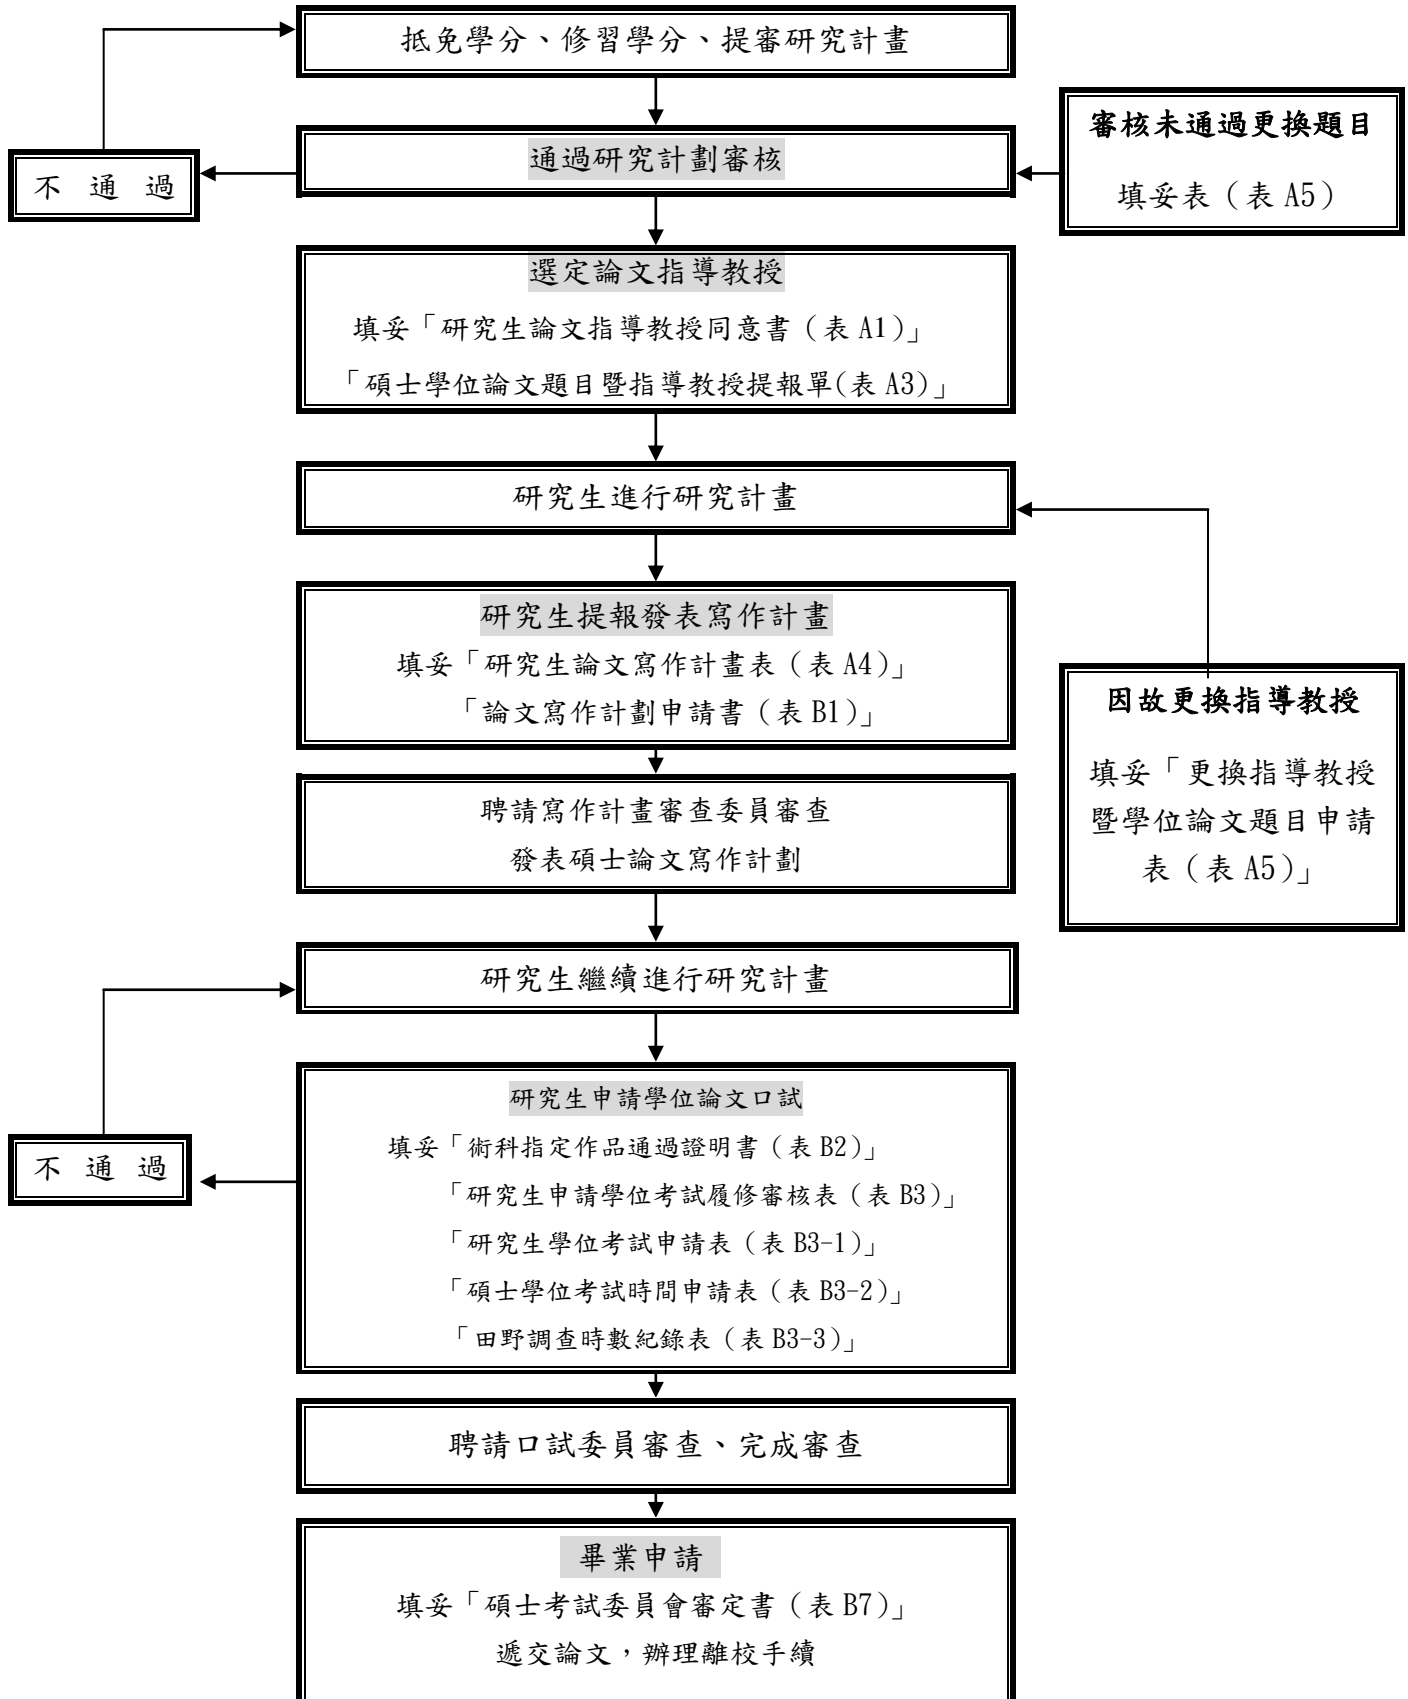 抵免學分、修習學分、提審研究計畫
通過研究計劃審核
審核未通過更換題目
填妥表（表 A5）
不 通 過
選定論文指導教授
填妥「研究生論文指導教授同意書（表 A1）」
「碩士學位論文題目暨指導教授提報單(表 A3)」
研究生進行研究計畫
研究生提報發表寫作計畫
填妥「研究生論文寫作計畫表（表 A4）」
「論文寫作計劃申請書（表 B1）」
因故更換指導教授
填妥「更換指導教授
暨學位論文題目申請
表（表 A5）」
聘請寫作計畫審查委員審查
發表碩士論文寫作計劃
研究生繼續進行研究計畫
研究生申請學位論文口試
填妥「術科指定作品通過證明書（表 B2）」
「研究生申請學位考試履修審核表（表 B3）」
「研究生學位考試申請表（表 B3-1）」
「碩士學位考試時間申請表（表 B3-2）」
「田野調查時數紀錄表（表 B3-3）」
不 通 過
聘請口試委員審查、完成審查
畢業申請
填妥「碩士考試委員會審定書（表 B7）」
遞交論文，辦理離校手續